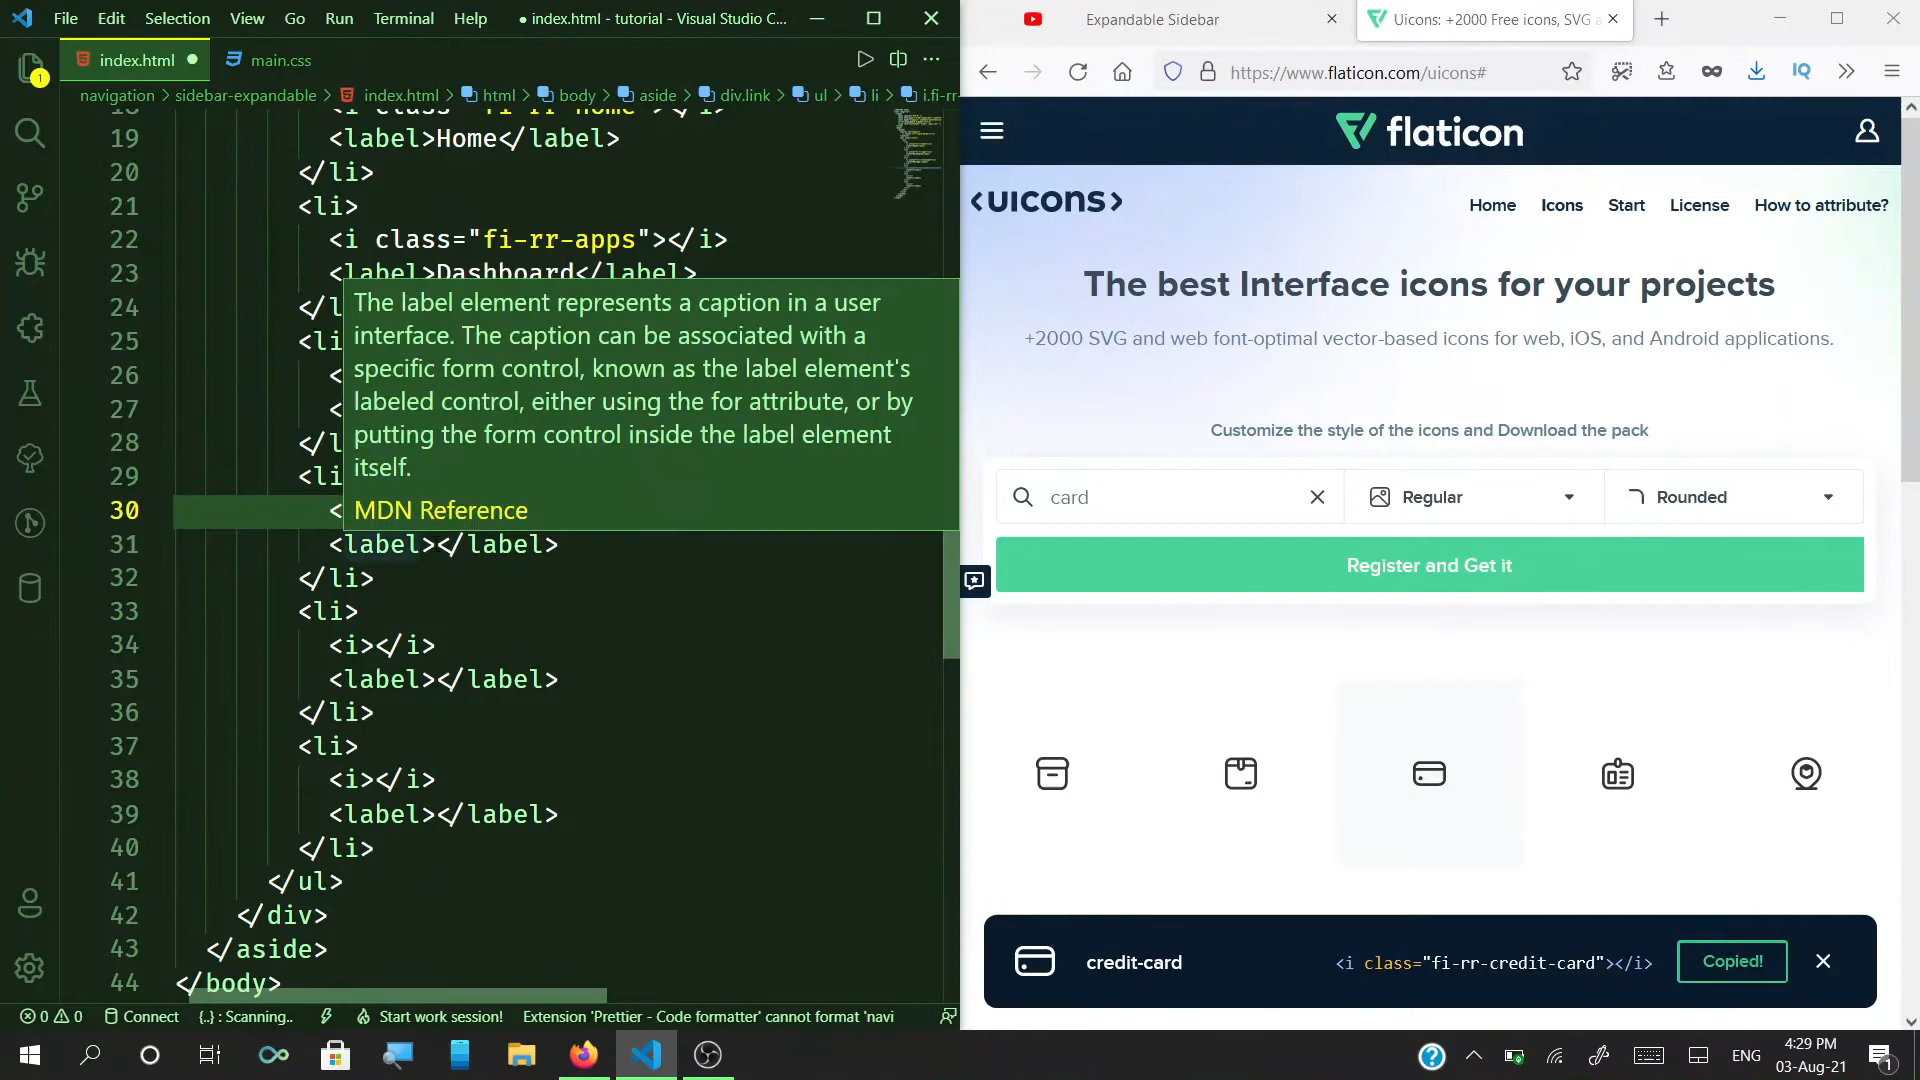 File Edit Selection View Go Run Terminal Help
● index.html - tutorial - Visual Studio C...
index.html ●
main.css
navigation > sidebar-expandable > index.html > html > body > aside > div.link > ul > li > i.fi-rr
19 <label>Home</label>
20 </li>
21 <li>
22 <i class="fi-rr-apps"></i>
23 <label>Dashboard</label>
24 </l
25 <li
26 <
27 <
28 </l
29 <li
30 <
The label element represents a caption in a user
interface. The caption can be associated with a
specific form control, known as the label element's
labeled control, either using the for attribute, or by
putting the form control inside the label element
itself.
MDN Reference
31 <label></label>
32 </li>
33 <li>
34 <i></i>
35 <label></label>
36 </li>
37 <li>
38 <i></i>
39 <label></label>
40 </li>
41 </ul>
42 </div>
43 </aside>
44 </body>
1
0 0 Connect {..} : Scanning.. Start work session! Extension 'Prettier - Code formatter' cannot format 'navi
Expandable Sidebar
Uicons: +2000 Free icons, SVG a
https://www.flaticon.com/uicons#
IQ
flaticon
<uicons>
Home Icons Start License How to attribute?
The best Interface icons for your projects
+2000 SVG and web font-optimal vector-based icons for web, iOS, and Android applications.
Customize the style of the icons and Download the pack
card
Regular
Rounded
Register and Get it
credit-card
<i class="fi-rr-credit-card"></i>
Copied!
ENG
4:29 PM
03-Aug-21
1